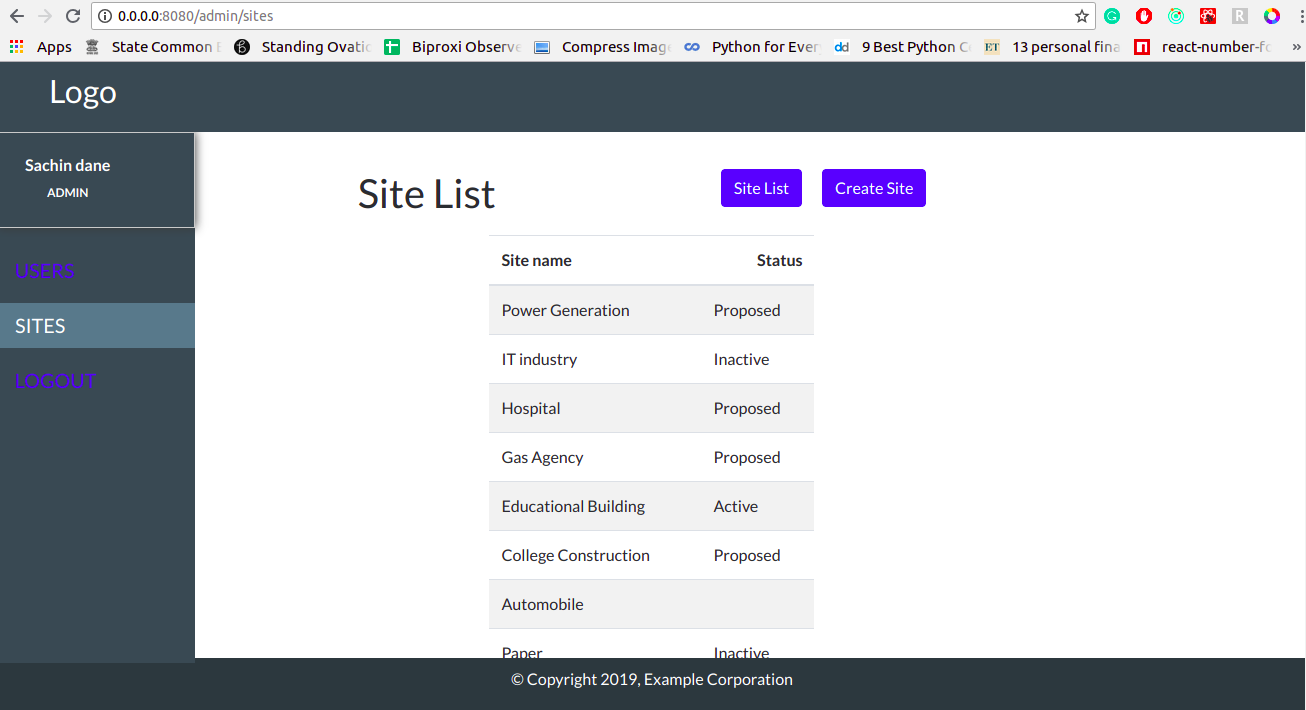 0.0.0.0:8080/admin/sites
Apps State Common Standing Ovatic Biproxi Observe Compress Imag Python for Ever 9 Best Python C 13 personal fina react-number-fo »
Logo
Sachin dane
ADMIN
USERS
SITES
LOGOUT
Site List
Site List Create Site
Site name Status
Power Generation Proposed
IT industry Inactive
Hospital Proposed
Gas Agency Proposed
Educational Building Active
College Construction Proposed
Automobile
Paper Inactive
© Copyright 2019, Example Corporation